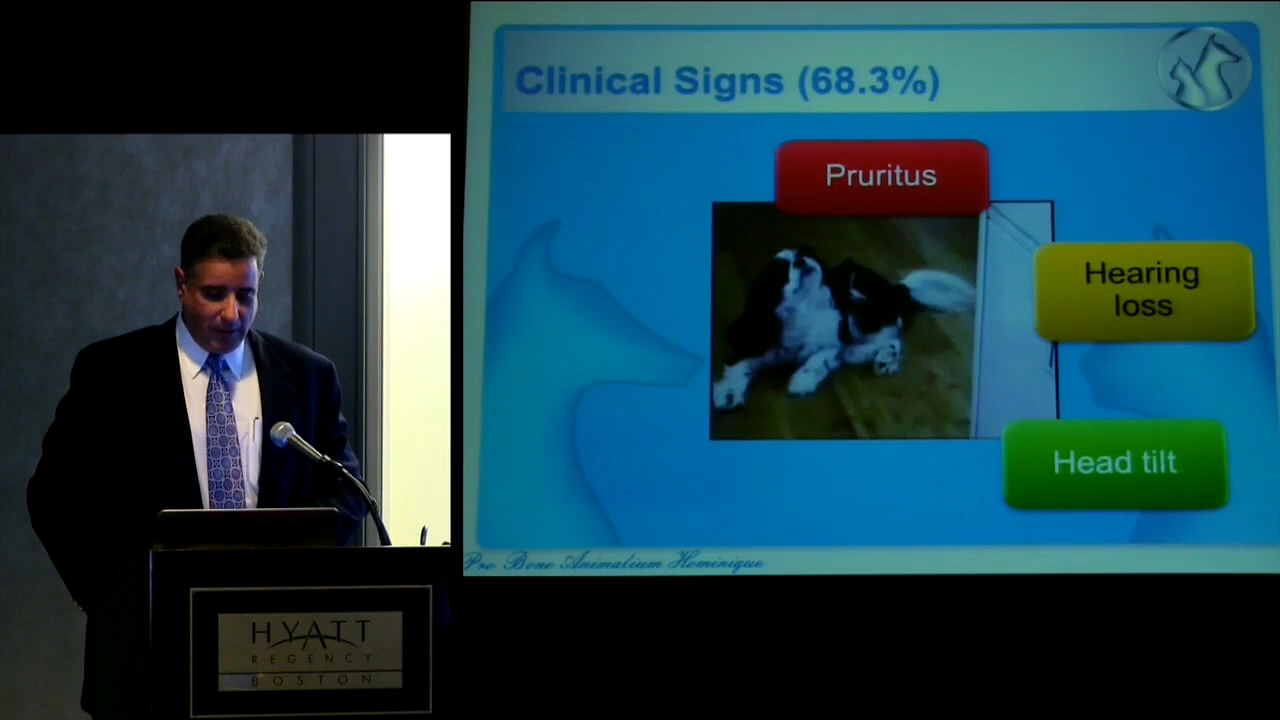 Clinical Signs (68.3%)
Pruritus
Hearing
loss
Head tilt
Pro Bono Animalium Hominique
HYATT
REGENCY
BOSTON